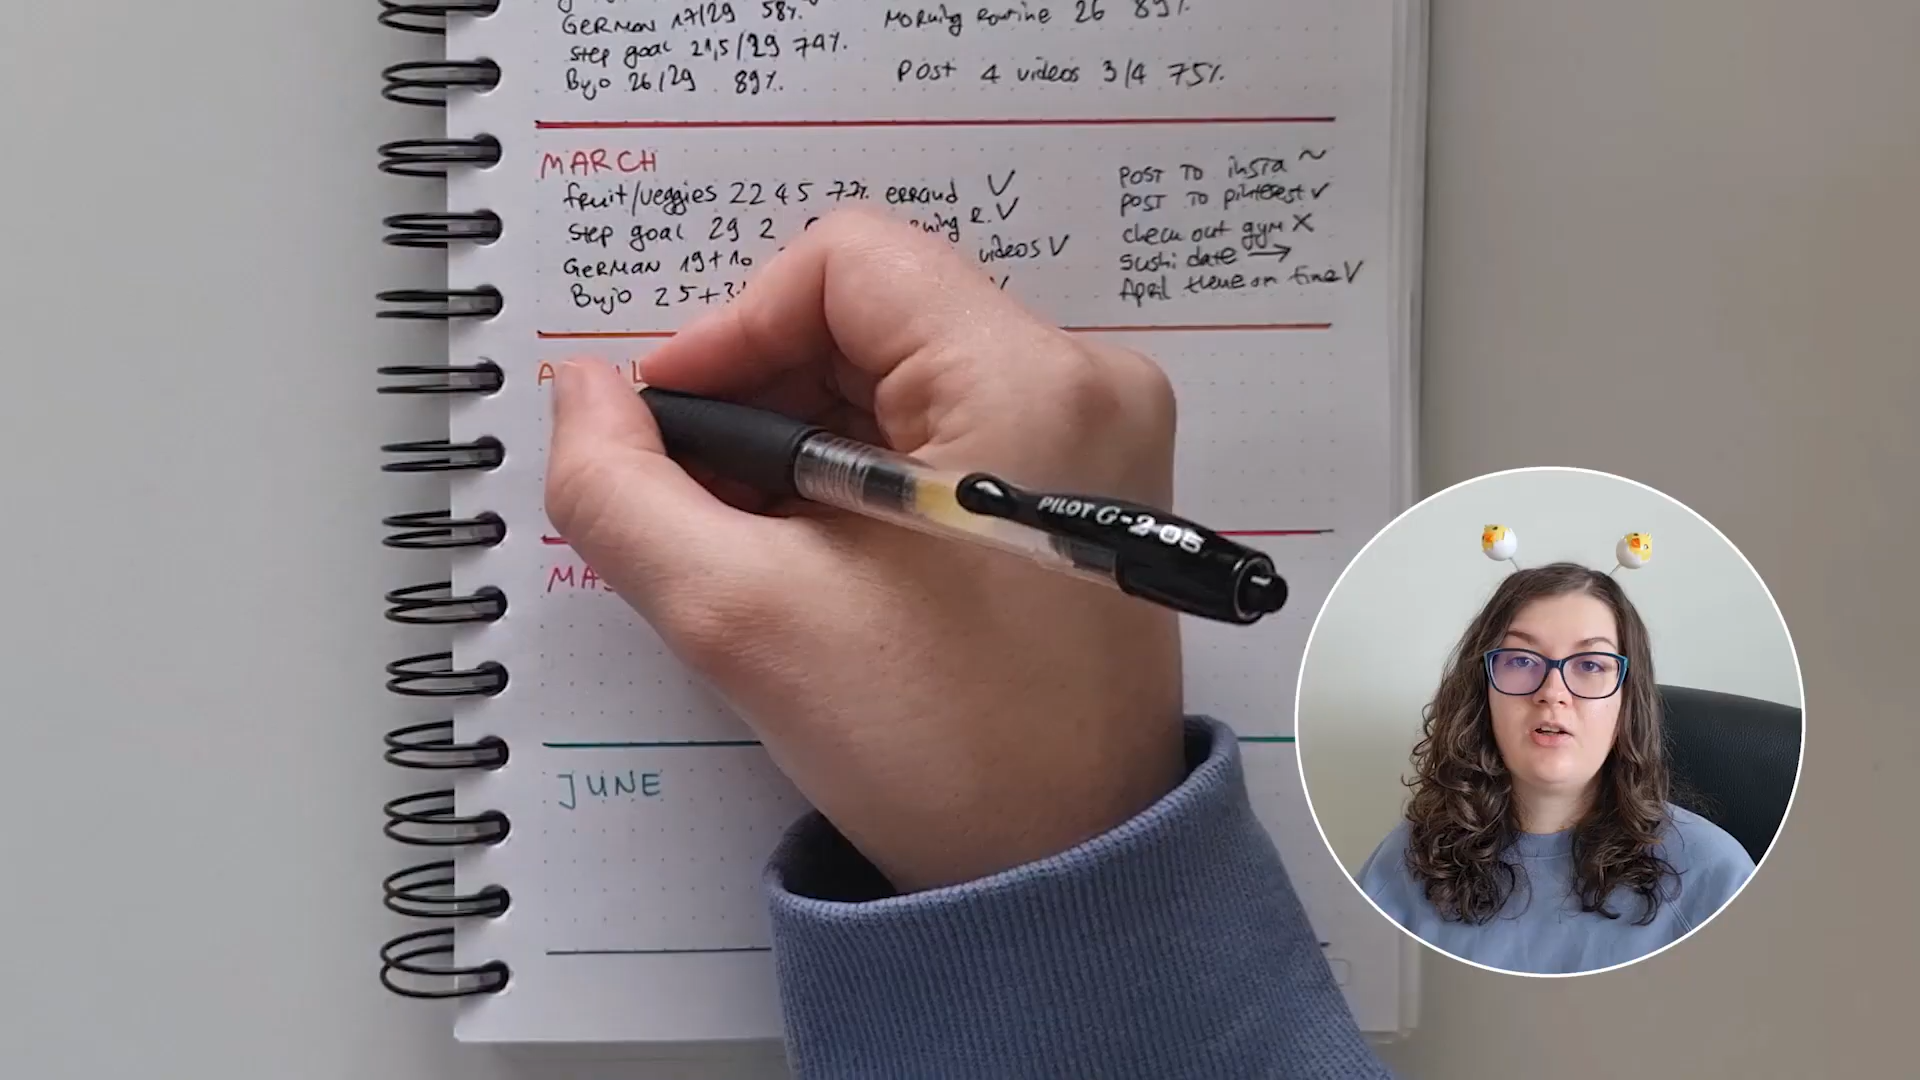 GERMAN 17/29 58%
step goal 21,5/29 74%.
Bujo 26/29 89%.
Morning Routine 26 89%
Post 4 videos 3/4 75%.
MARCH
fruit/veggies 22 4 5 77% errand V
step goal 29 2
R. V
GERMAN 19+10
videos V
Bujo 25+3
V
POST TO insta ~
POST TO pinterest ✓
check out gym X
Sushi date →
April theme on time V
JUNE
PILOT G-2 05